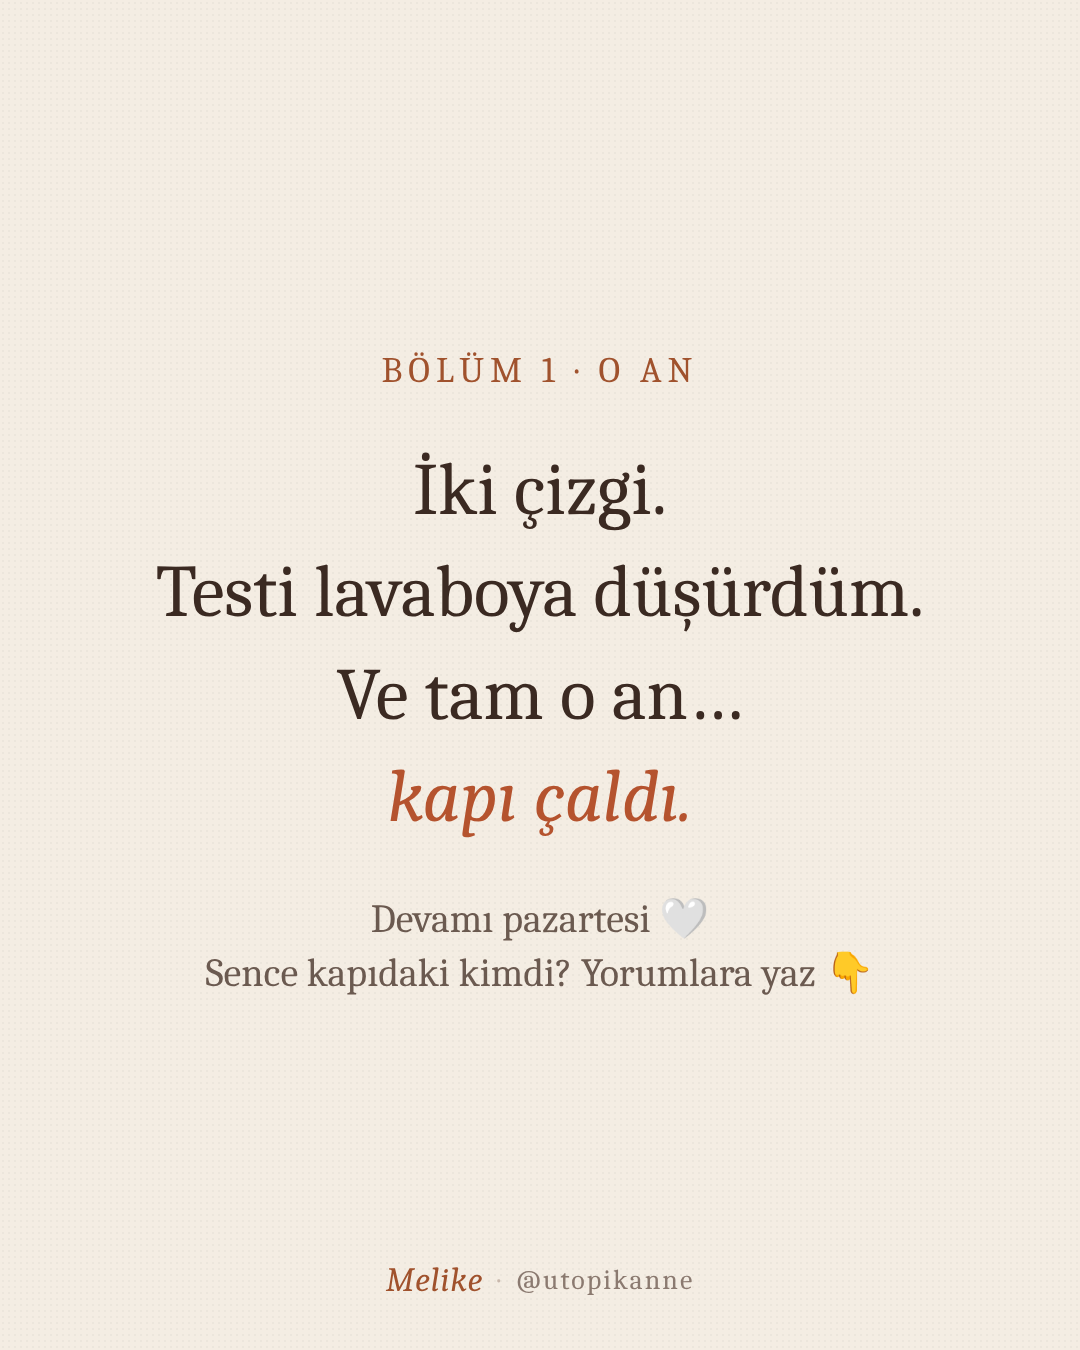 BÖLÜM 1 · O AN
İki çizgi.
Testi lavaboya düşürdüm.
Ve tam o an…
kapı çaldı.
Devamı pazartesi 🤍
Sence kapıdaki kimdi? Yorumlara yaz 👇
Melike · @utopikanne